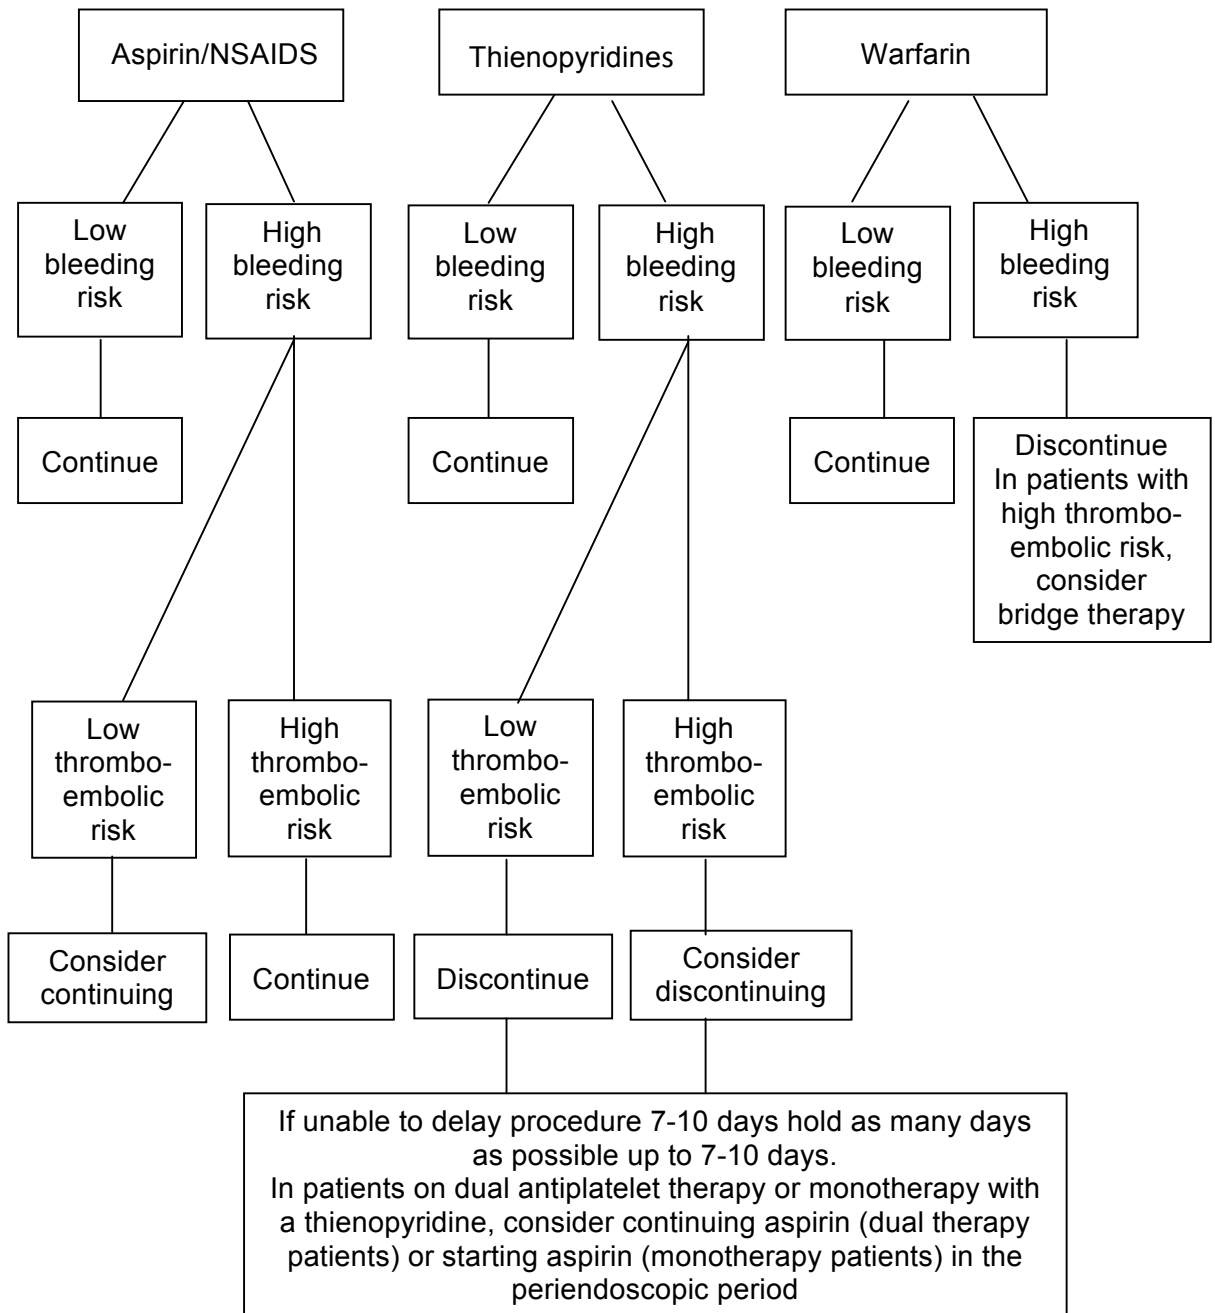 Aspirin/NSAIDS
Thienopyridines
Warfarin
Low
bleeding
risk
High
bleeding
risk
Low
bleeding
risk
High
bleeding
risk
Low
bleeding
risk
High
bleeding
risk
Continue
Continue
Continue
Discontinue
In patients with
high thrombo-
embolic risk,
consider
bridge therapy
Low
thrombo-
embolic
risk
High
thrombo-
embolic
risk
Low
thrombo-
embolic
risk
High
thrombo-
embolic
risk
Consider
continuing
Continue
Discontinue
Consider
discontinuing
If unable to delay procedure 7-10 days hold as many days
as possible up to 7-10 days.
In patients on dual antiplatelet therapy or monotherapy with
a thienopyridine, consider continuing aspirin (dual therapy
patients) or starting aspirin (monotherapy patients) in the
periendoscopic period